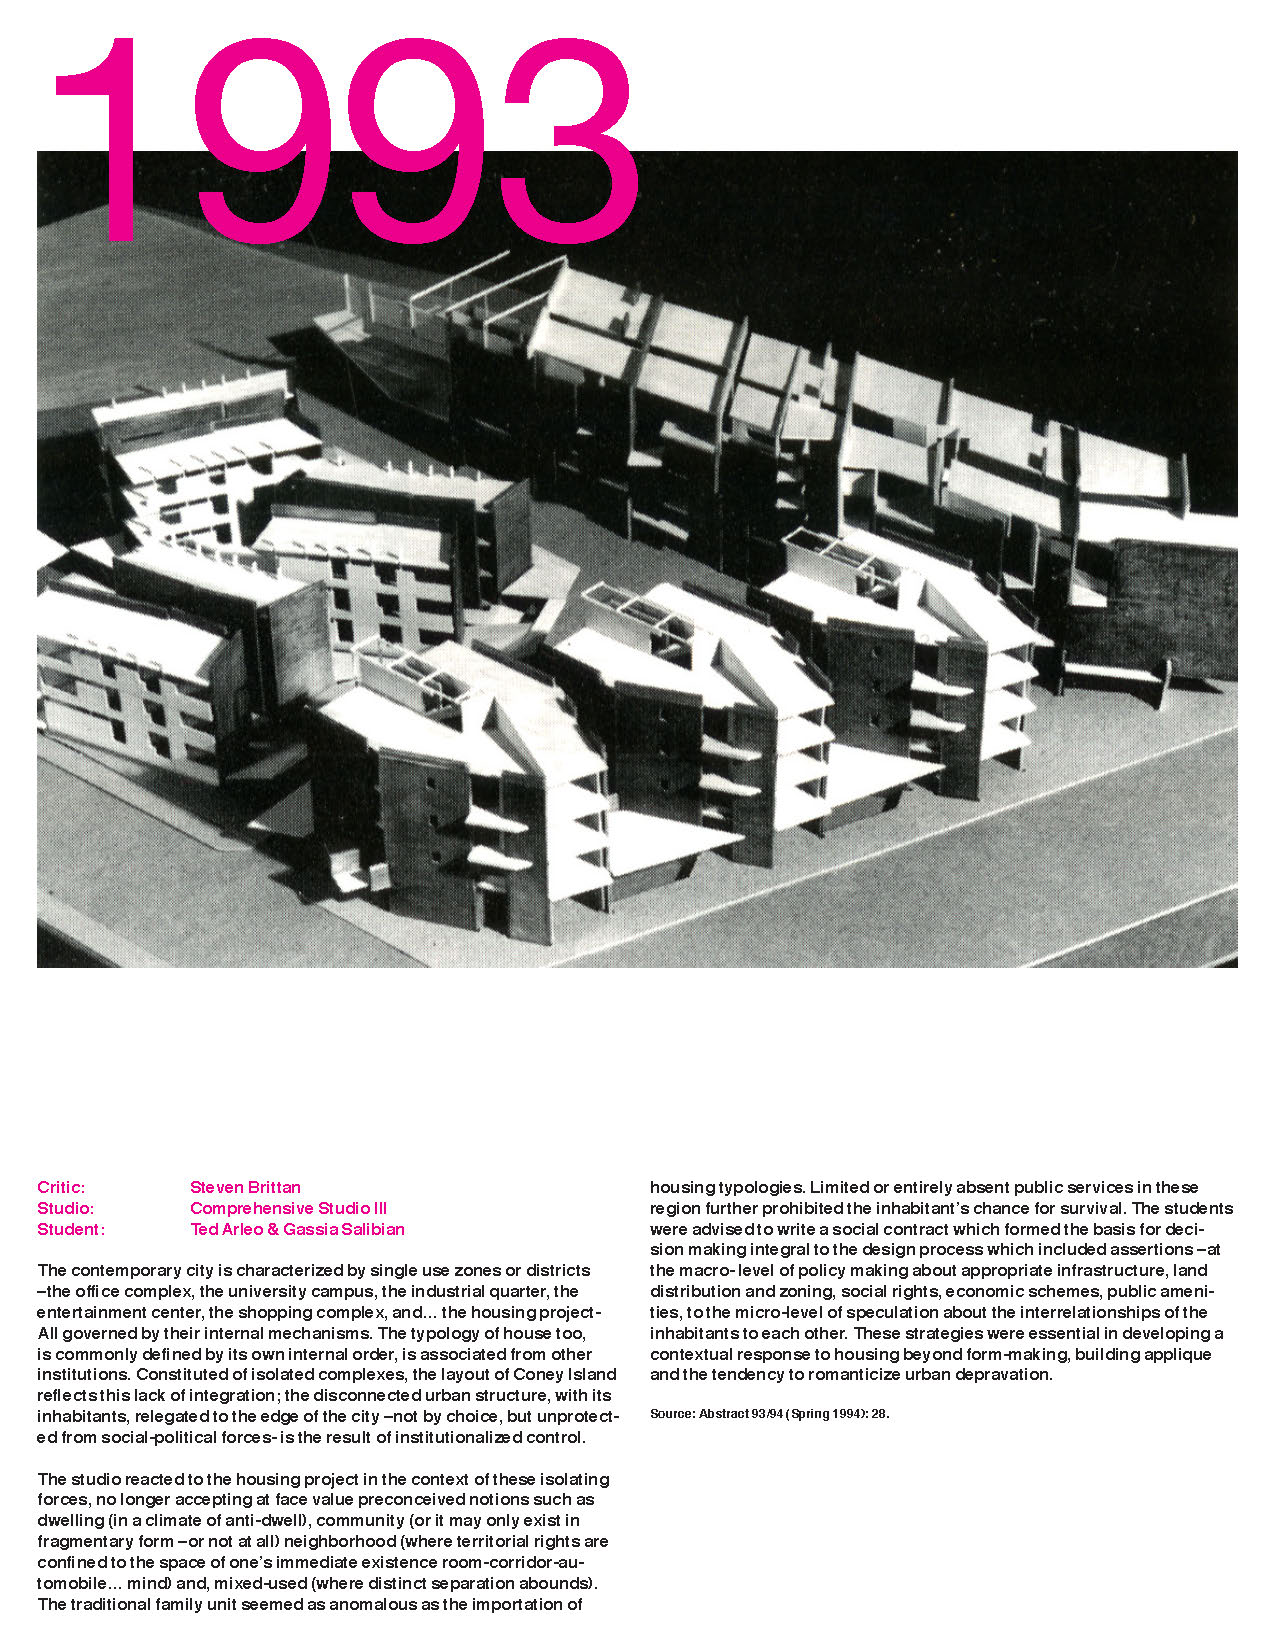 1993
Critic: Steven Brittan
Studio: Comprehensive Studio III
Student: Ted Arleo & Gassia Salibian
The contemporary city is characterized by single use zones or districts
–the office complex, the university campus, the industrial quarter, the
entertainment center, the shopping complex, and… the housing project-
All governed by their internal mechanisms. The typology of house too,
is commonly defined by its own internal order, is associated from other
institutions. Constituted of isolated complexes, the layout of Coney Island
reflects this lack of integration; the disconnected urban structure, with its
inhabitants, relegated to the edge of the city –not by choice, but unprotect-
ed from social-political forces- is the result of institutionalized control.
The studio reacted to the housing project in the context of these isolating
forces, no longer accepting at face value preconceived notions such as
dwelling (in a climate of anti-dwell), community (or it may only exist in
fragmentary form –or not at all) neighborhood (where territorial rights are
confined to the space of one’s immediate existence room-corridor-au-
tomobile… mind) and, mixed-used (where distinct separation abounds).
The traditional family unit seemed as anomalous as the importation of
housing typologies. Limited or entirely absent public services in these
region further prohibited the inhabitant’s chance for survival. The students
were advised to write a social contract which formed the basis for deci-
sion making integral to the design process which included assertions –at
the macro-level of policy making about appropriate infrastructure, land
distribution and zoning, social rights, economic schemes, public ameni-
ties, to the micro-level of speculation about the interrelationships of the
inhabitants to each other. These strategies were essential in developing a
contextual response to housing beyond form-making, building applique
and the tendency to romanticize urban depravation.
Source: Abstract 93/94 (Spring 1994): 28.